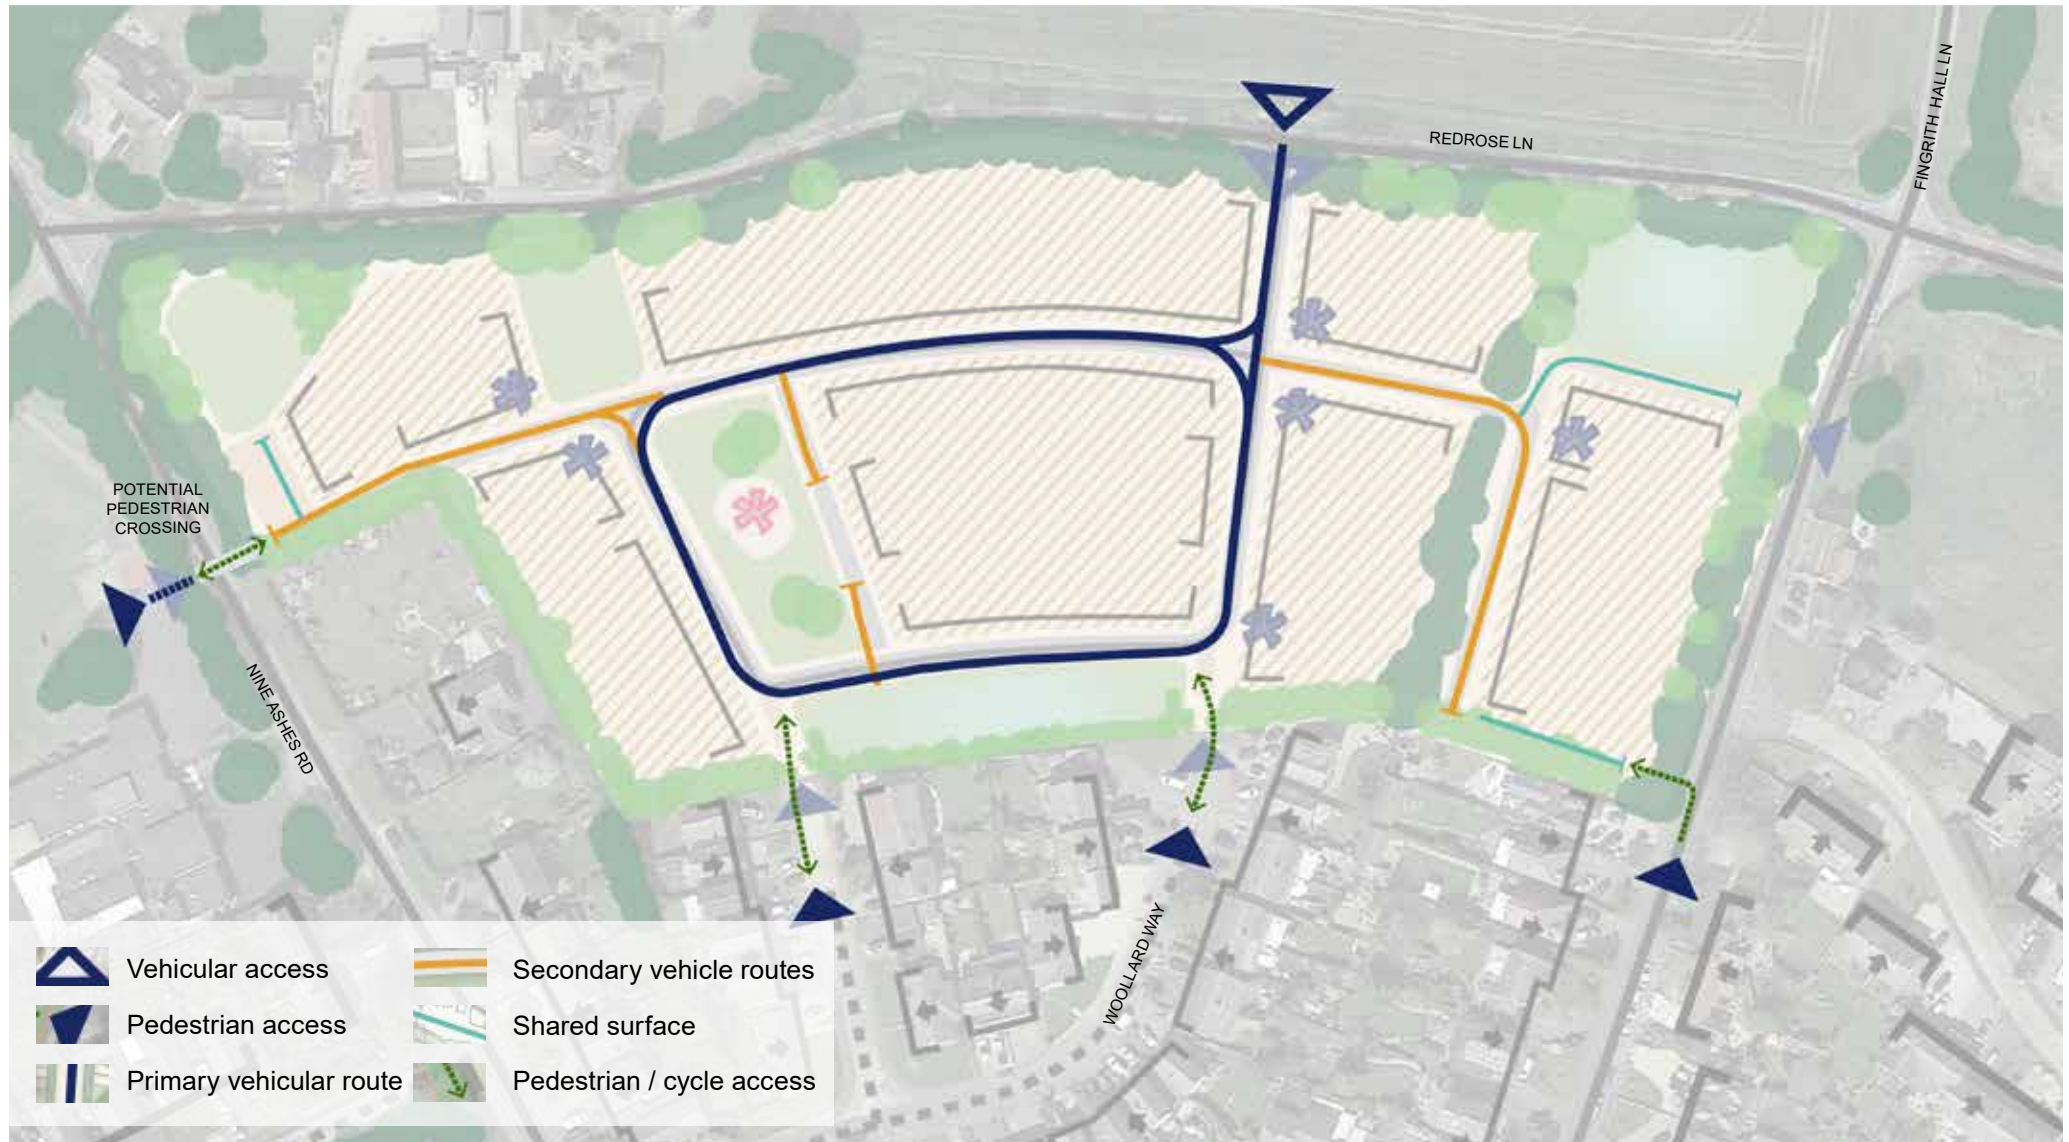 REDROSE LN
FINGRITH HALL LN
POTENTIAL
PEDESTRIAN
CROSSING
NINE ASHES RD
WOOLLARD WAY
Vehicular access
Pedestrian access
Primary vehicular route
Secondary vehicle routes
Shared surface
Pedestrian / cycle access